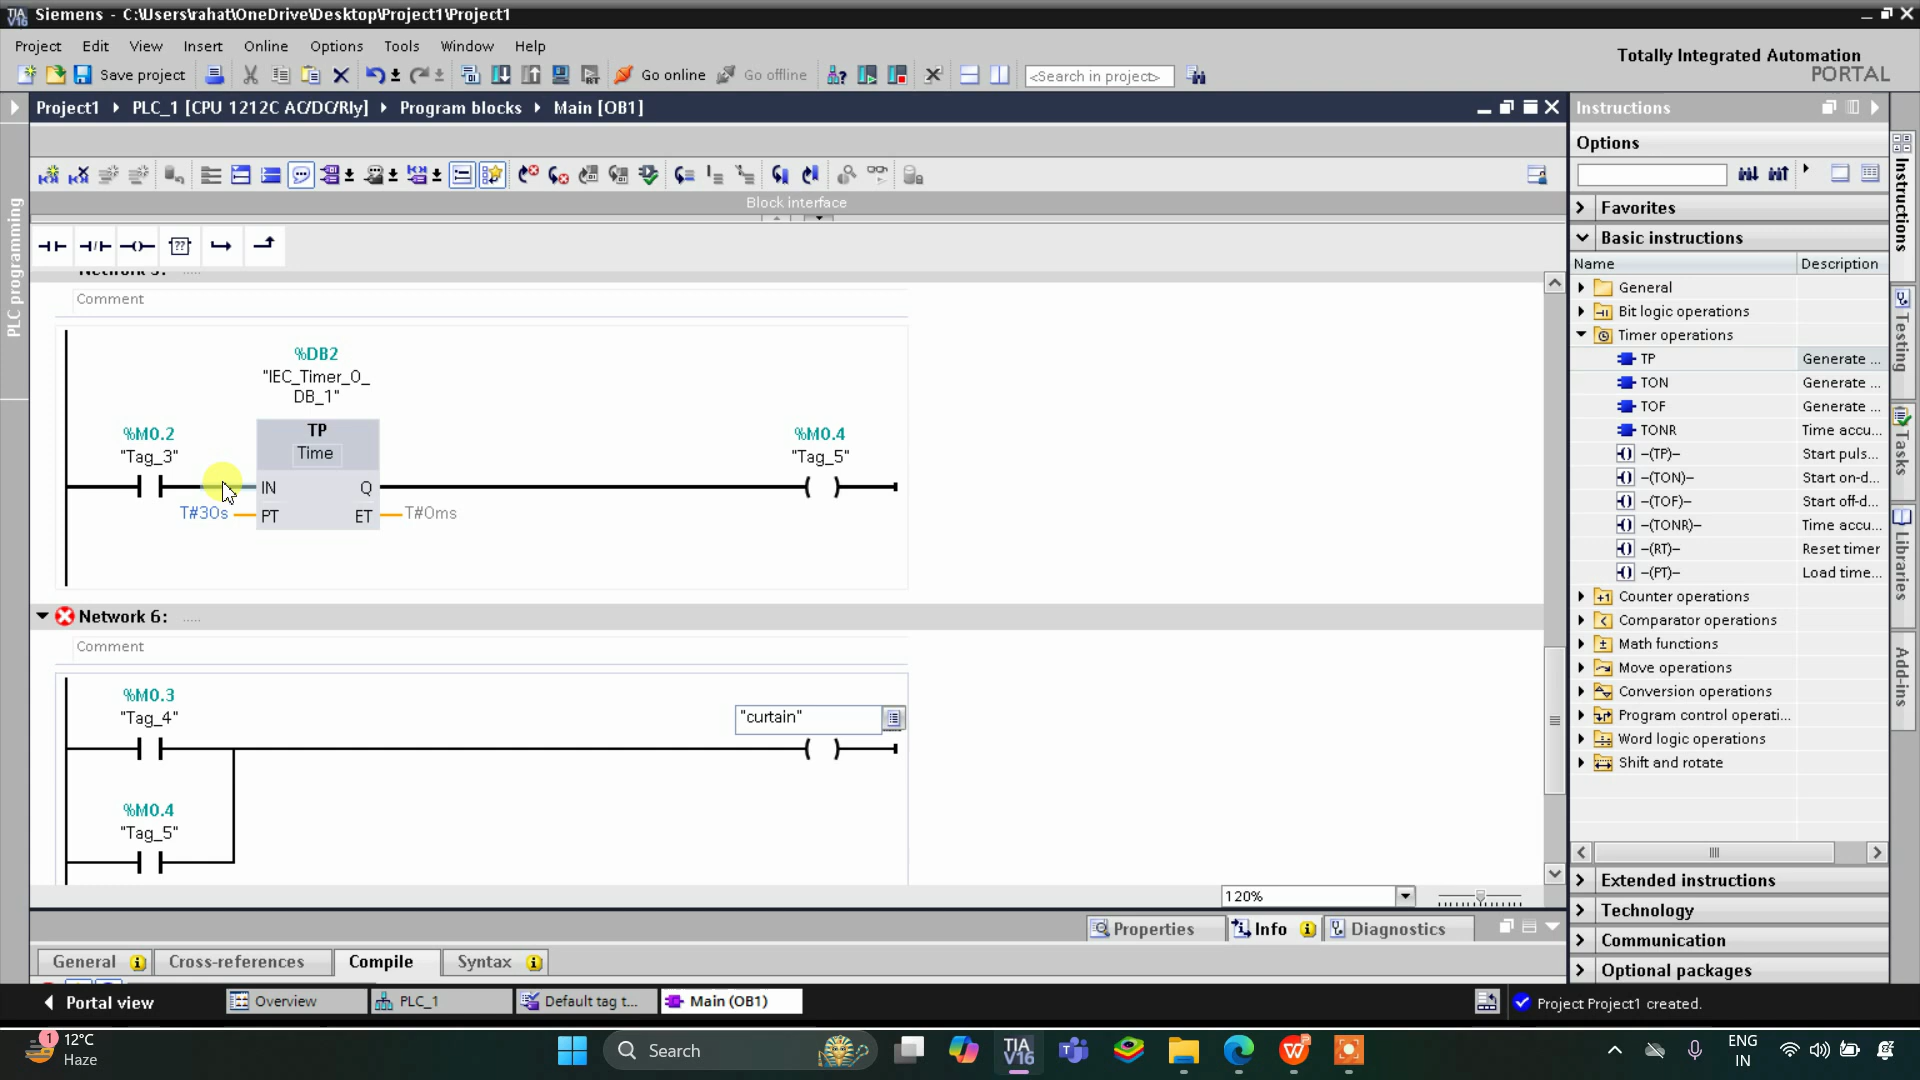 Siemens - C:\Users\rahat\OneDrive\Desktop\Project1\Project1
Project Edit View Insert Online Options Tools Window Help
Totally Integrated Automation
PORTAL
Save project
Go online
Go offline
<Search in project>
Project1 PLC_1 [CPU 1212C AC/DC/Rly] Program blocks Main [OB1]
Block interface
PLC programming
Network 5: .....
Comment
%DB2
"IEC_Timer_0_
DB_1"
TP
Time
%M0.2
"Tag_3"
IN
Q
T#30s
PT
ET
T#0ms
%M0.4
"Tag_5"
Network 6: .....
Comment
%M0.3
"Tag_4"
"curtain"
%M0.4
"Tag_5"
120%
Properties
Info
Diagnostics
General
Cross-references
Compile
Syntax
Instructions
Options
Favorites
Basic instructions
Name Description
General
Bit logic operations
Timer operations
TP Generate ...
TON Generate ...
TOF Generate ...
TONR Time accu...
–(TP)– Start puls...
–(TON)– Start on-d...
–(TOF)– Start off-d...
–(TONR)– Time accu...
–(RT)– Reset timer
–(PT)– Load time...
Counter operations
Comparator operations
Math functions
Move operations
Conversion operations
Program control operati...
Word logic operations
Shift and rotate
Extended instructions
Technology
Communication
Optional packages
Instructions
Testing
Tasks
Libraries
Add-ins
Portal view
Overview
PLC_1
Default tag t...
Main (OB1)
Project Project1 created.
1
12°C
Haze
Search
TIA
V16
ENG
IN